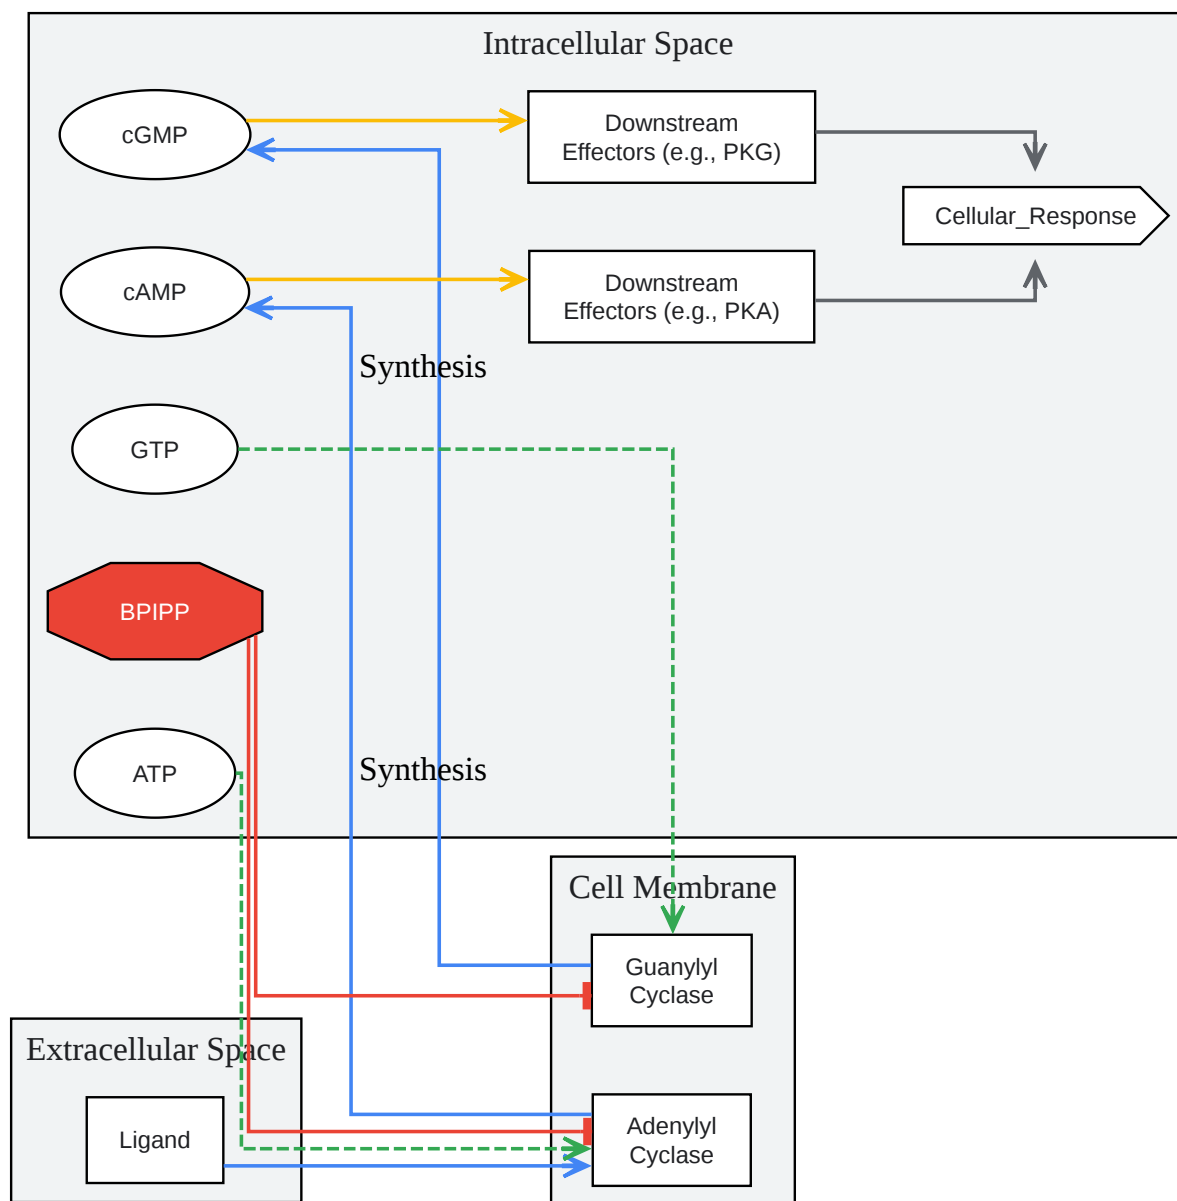 Intracellular Space
cGMP
Downstream
Effectors (e.g., PKG)
Cellular_Response
cAMP
Downstream
Effectors (e.g., PKA)
Synthesis
GTP
BPIPP
ATP
Synthesis
Cell Membrane
Guanylyl
Cyclase
Extracellular Space
Ligand
Adenylyl
Cyclase